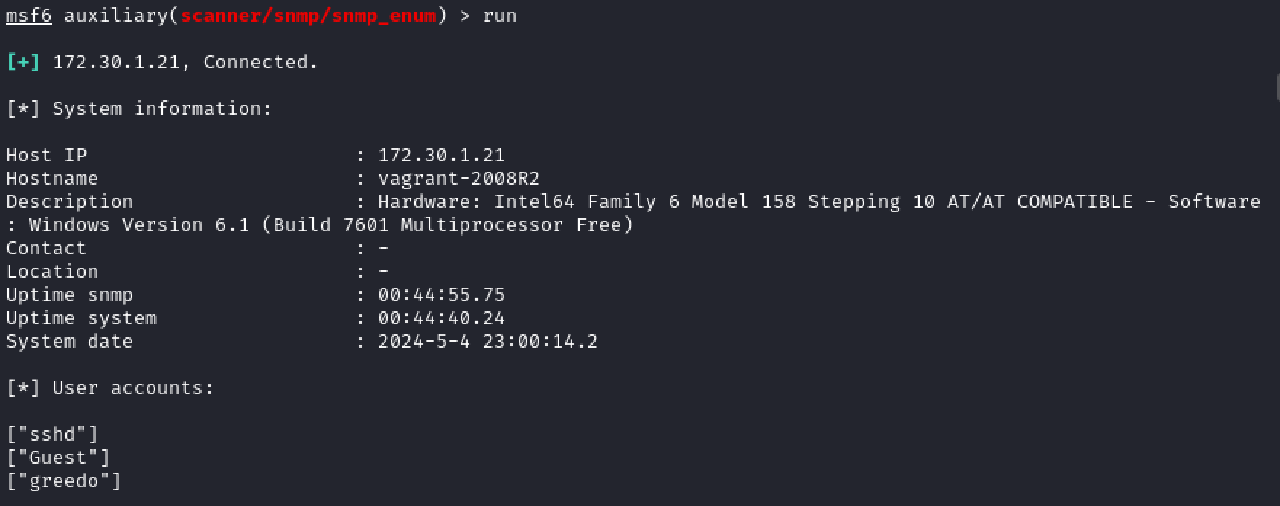 msf6 auxiliary(scanner/snmp/snmp_enum) > run
[+] 172.30.1.21, Connected.
[*] System information:
Host IP : 172.30.1.21
Hostname : vagrant-2008R2
Description : Hardware: Intel64 Family 6 Model 158 Stepping 10 AT/AT COMPATIBLE - Software
: Windows Version 6.1 (Build 7601 Multiprocessor Free)
Contact : -
Location : -
Uptime snmp : 00:44:55.75
Uptime system : 00:44:40.24
System date : 2024-5-4 23:00:14.2
[*] User accounts:
["sshd"]
["Guest"]
["greedo"]